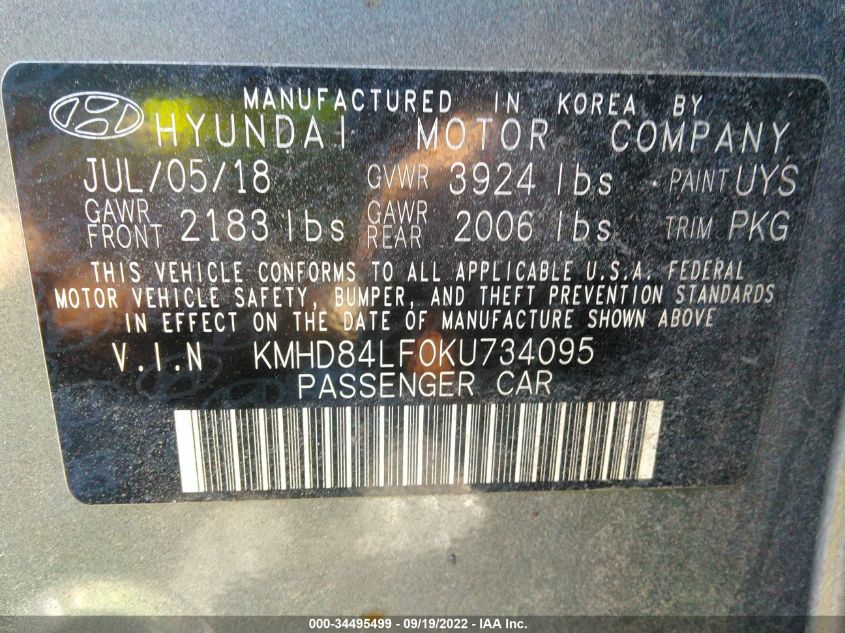 MANUFACTURED IN KOREA BY
HYUNDAI MOTOR COMPANY
JUL/05/18 GVWR 3924 lbs PAINT UYS
GAWR FRONT 2183 lbs GAWR REAR 2006 lbs TRIM PKG
THIS VEHICLE CONFORMS TO ALL APPLICABLE U.S.A. FEDERAL
MOTOR VEHICLE SAFETY, BUMPER, AND THEFT PREVENTION STANDARDS
IN EFFECT ON THE DATE OF MANUFACTURE SHOWN ABOVE
V.I.N KMHD84LF0KU734095
PASSENGER CAR
000-34495499 - 09/19/2022 - IAA Inc.